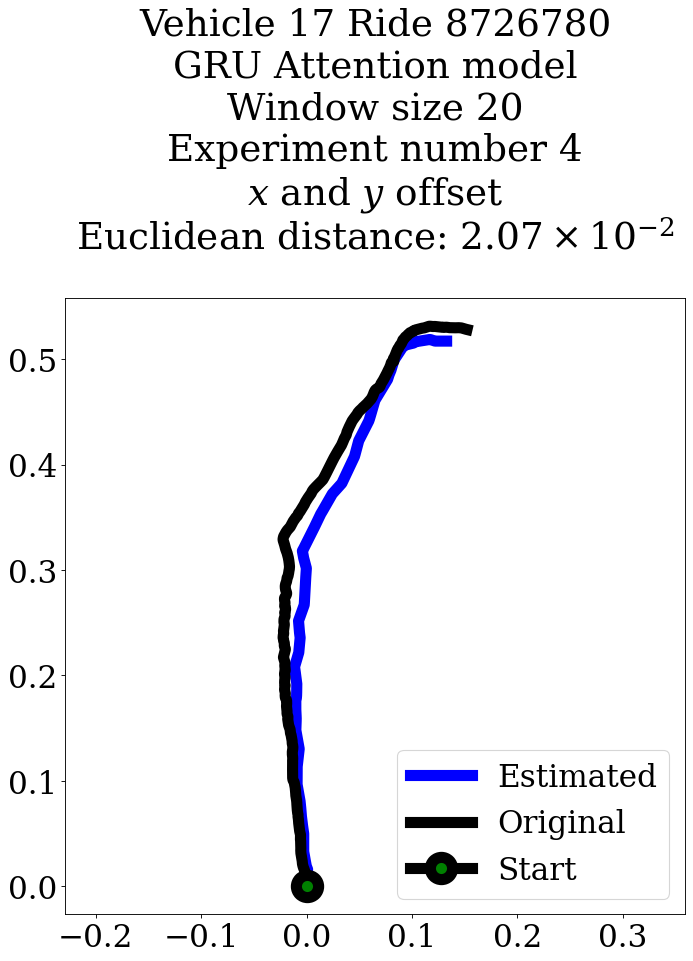 Vehicle 17 Ride 8726780
GRU Attention model
Window size 20
Experiment number 4
x and y offset
Euclidean distance: 2.07 × 10⁻²
0.5
0.4
0.3
0.2
0.1
0.0
Estimated
Original
Start
−0.2 −0.1 0.0 0.1 0.2 0.3